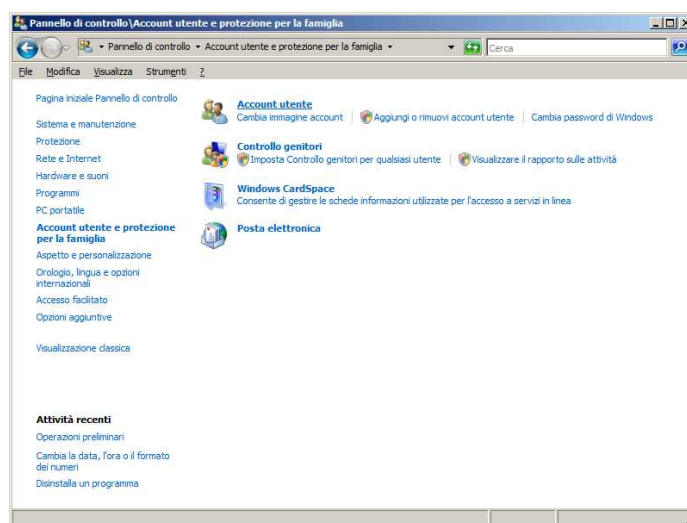 Pannello di controllo\Account utente e protezione per la famiglia
Pannello di controllo Account utente e protezione per la famiglia
Cerca
File Modifica Visualizza Strumenti ?
Pagina iniziale Pannello di controllo
Sistema e manutenzione
Protezione
Rete e Internet
Hardware e suoni
Programmi
PC portatile
Account utente e protezione
per la famiglia
Aspetto e personalizzazione
Orologio, lingua e opzioni
internazionali
Accesso facilitato
Opzioni aggiuntive
Visualizzazione classica
Account utente
Cambia immagine account Aggiungi o rimuovi account utente Cambia password di Windows
Controllo genitori
Imposta Controllo genitori per qualsiasi utente Visualizzare il rapporto sulle attività
Windows CardSpace
Consente di gestire le schede informazioni utilizzate per l'accesso a servizi in linea
Posta elettronica
Attività recenti
Operazioni preliminari
Cambia la data, l'ora o il formato
dei numeri
Disinstalla un programma